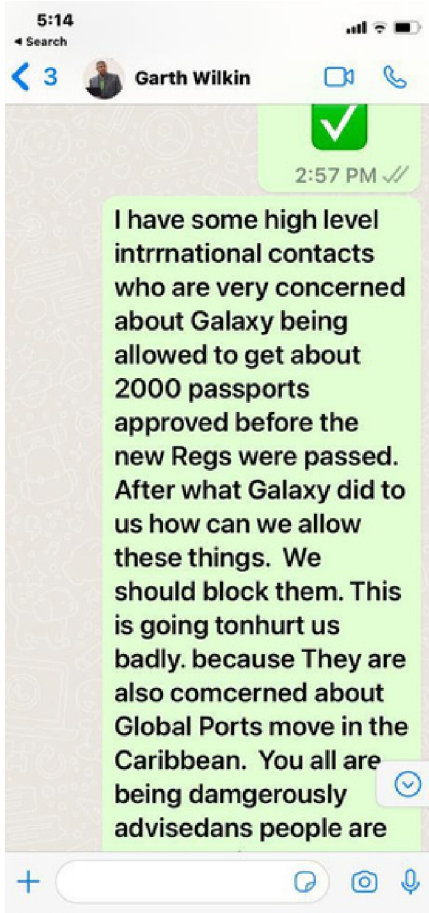 5:14
Search
3 Garth Wilkin
2:57 PM
I have some high level
intrrnational contacts
who are very concerned
about Galaxy being
allowed to get about
2000 passports
approved before the
new Regs were passed.
After what Galaxy did to
us how can we allow
these things. We
should block them. This
is going tonhurt us
badly. because They are
also comcerned about
Global Ports move in the
Caribbean. You all are
being damgerously
advisedans people are